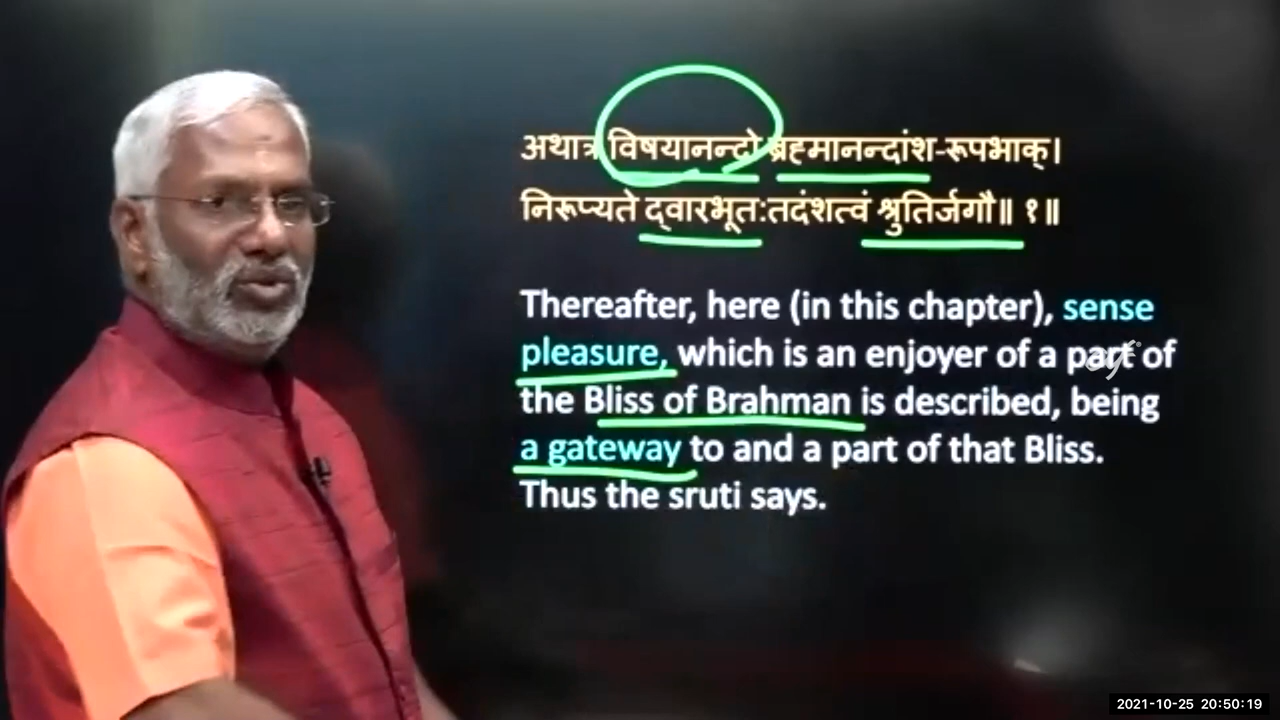 अथात्र विषयानन्दो ब्रह्मानन्दांश-रूपभाक्।
निरूप्यते द्वारभूत:तदंशत्वं श्रुतिर्जगौ॥ १॥
Thereafter, here (in this chapter), sense
pleasure, which is an enjoyer of a part of
the Bliss of Brahman is described, being
a gateway to and a part of that Bliss.
Thus the sruti says.
2021-10-25 20:50:19